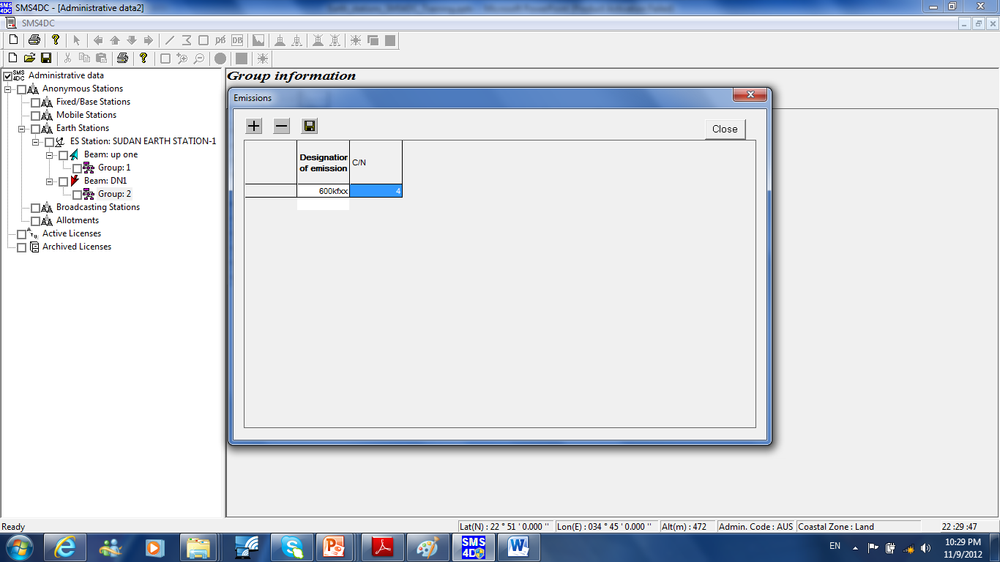 SMS4DC - [Administrative data2]
SMS4DC
Administrative data
Anonymous Stations
Fixed/Base Stations
Mobile Stations
Earth Stations
ES Station: SUDAN EARTH STATION-1
Beam: up one
Group: 1
Beam: DN1
Group: 2
Broadcasting Stations
Allotments
Active Licenses
Archived Licenses
Group information
Emissions
Close
Designation of emission C/N
600kfxx 4
Ready Lat(N) : 22 ° 51 ' 0.000 '' Lon(E) : 034 ° 45 ' 0.000 '' Alt(m) : 472 Admin. Code : AUS Coastal Zone : Land 22 :29 :47
SMS 4DC
EN 10:29 PM
11/9/2012